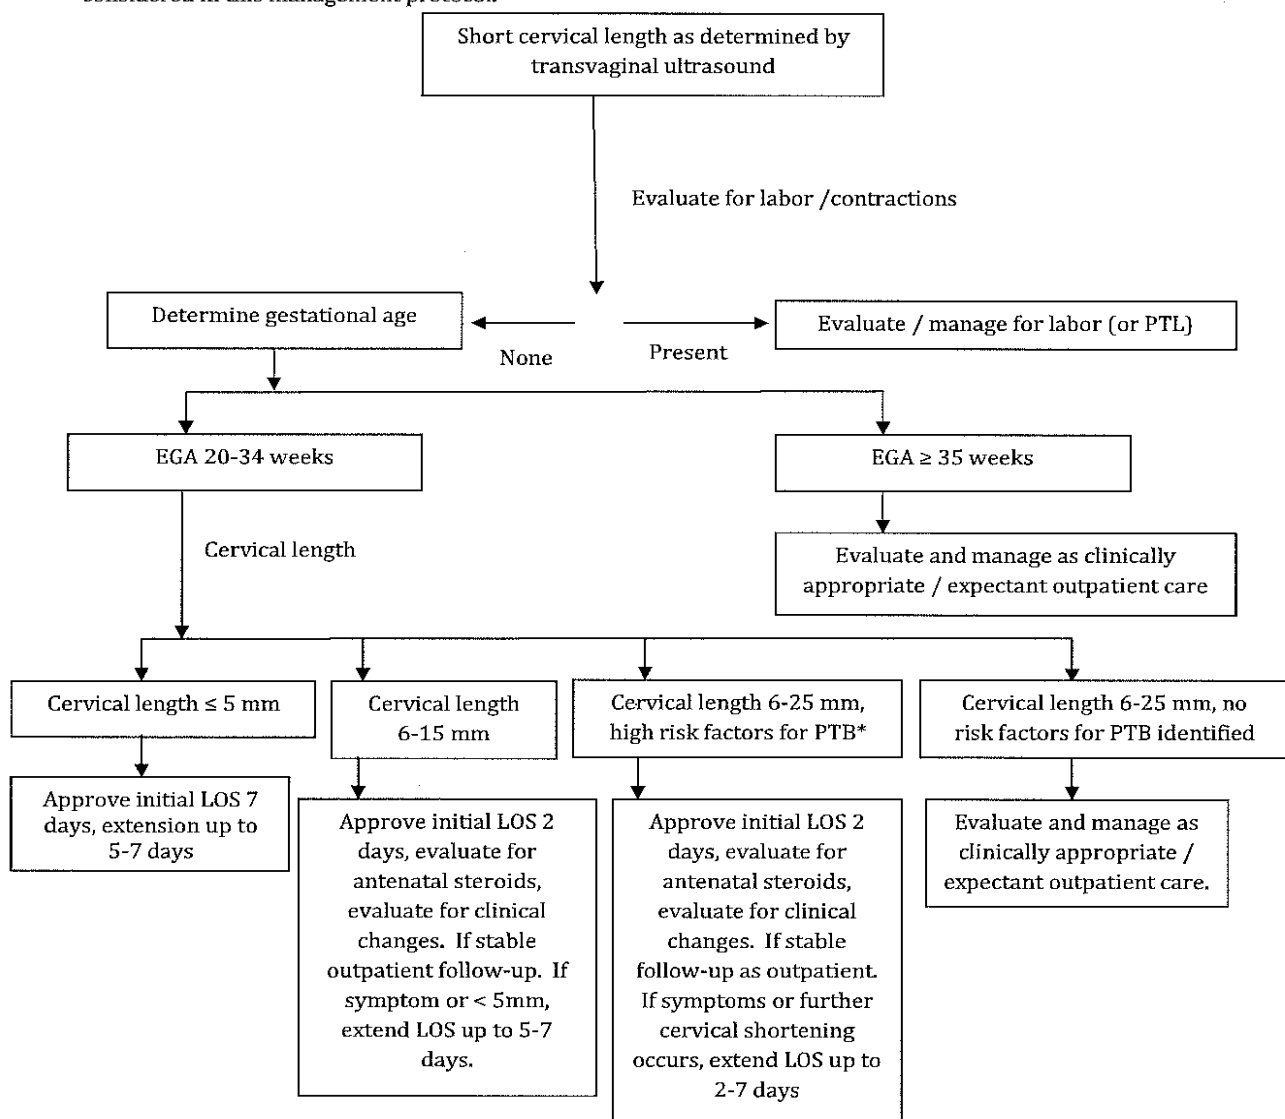 considered in this management protocol.
Short cervical length as determined by
transvaginal ultrasound
Evaluate for labor /contractions
Determine gestational age
None
Present
Evaluate / manage for labor (or PTL)
EGA 20-34 weeks
EGA ≥ 35 weeks
Cervical length
Evaluate and manage as clinically
appropriate / expectant outpatient care
Cervical length ≤ 5 mm
Cervical length
6-15 mm
Cervical length 6-25 mm,
high risk factors for PTB*
Cervical length 6-25 mm, no
risk factors for PTB identified
Approve initial LOS 7
days, extension up to
5-7 days
Approve initial LOS 2
days, evaluate for
antenatal steroids,
evaluate for clinical
changes. If stable
outpatient follow-up. If
symptom or < 5mm,
extend LOS up to 5-7
days.
Approve initial LOS 2
days, evaluate for
antenatal steroids,
evaluate for clinical
changes. If stable
follow-up as outpatient.
If symptoms or further
cervical shortening
occurs, extend LOS up to
2-7 days
Evaluate and manage as
clinically appropriate /
expectant outpatient care.